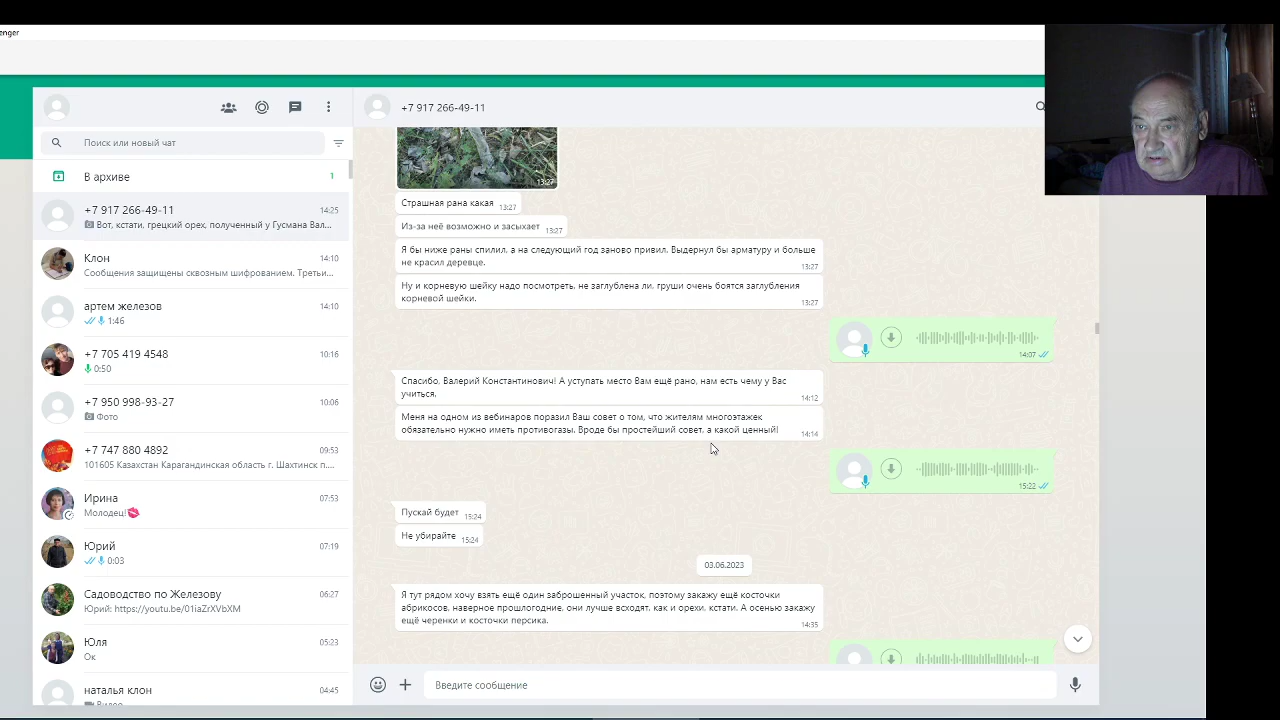 enger
Поиск или новый чат
В архиве 1
+7 917 266-49-11 14:25
Вот, кстати, грецкий орех, полученный у Гусмана Вал...
Клон 14:10
Сообщения защищены сквозным шифрованием. Третьи...
артем железов 14:10
1:46
+7 705 419 4548 10:16
0:50
+7 950 998-93-27 10:06
Фото
+7 747 880 4892 09:53
101605 Казахстан Карагандинская область г. Шахтинск п....
Ирина 07:53
Молодец!
Юрий 07:19
0:03
Садоводство по Железову 06:27
Юрий: https://youtu.be/01iaZrXVbXM
Юля 05:23
Ок
наталья клон 04:45
Видео
+7 917 266-49-11
13:27
Страшная рана какая 13:27
Из-за неё возможно и засыхает 13:27
Я бы ниже раны спилил, а на следующий год заново привил. Выдернул бы арматуру и больше
не красил деревце. 13:27
Ну и корневую шейку надо посмотреть, не заглублена ли, груши очень боятся заглубления
корневой шейки. 13:27
14:07
Спасибо, Валерий Константинович! А уступать место Вам ещё рано, нам есть чему у Вас
учиться. 14:12
Меня на одном из вебинаров поразил Ваш совет о том, что жителям многоэтажек
обязательно нужно иметь противогазы. Вроде бы простейший совет, а какой ценный! 14:14
15:22
Пускай будет 15:24
Не убирайте 15:24
03.06.2023
Я тут рядом хочу взять ещё один заброшенный участок, поэтому закажу ещё косточки
абрикосов, наверное прошлогодние, они лучше всходят, как и орехи, кстати. А осенью закажу
ещё черенки и косточки персика. 14:35
Введите сообщение